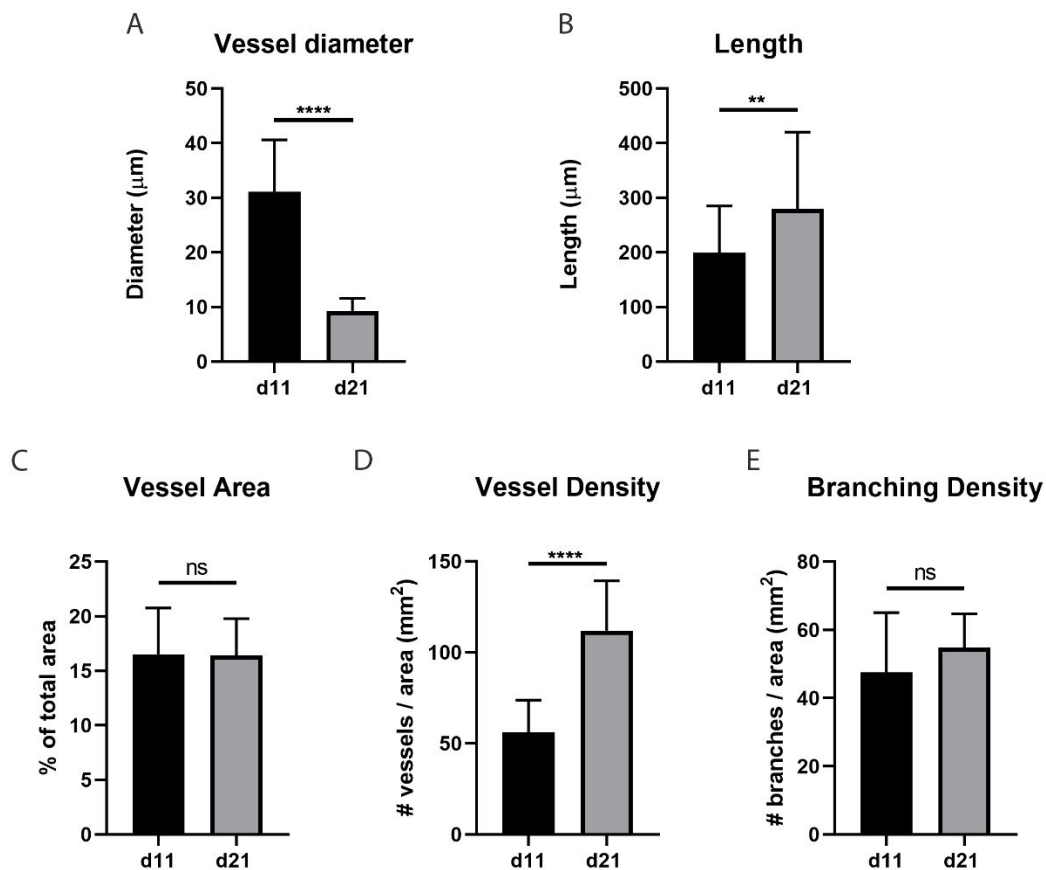 A
Vessel diameter
Diameter (μm)
50
40
30
20
10
0
****
d11
d21
B
Length
Length (μm)
500
400
300
200
100
0
**
d11
d21
C
Vessel Area
% of total area
25
20
15
10
5
0
ns
d11
d21
D
Vessel Density
# vessels / area (mm²)
150
100
50
0
****
d11
d21
E
Branching Density
# branches / area (mm²)
80
60
40
20
0
ns
d11
d21